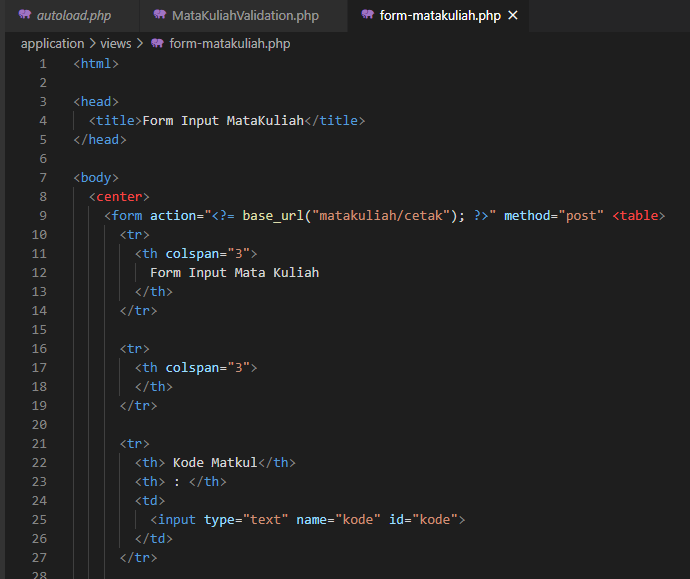 autoload.php MataKuliahValidation.php form-matakuliah.php ×
application > views > form-matakuliah.php
1 <html>
2
3 <head>
4 <title>Form Input MataKuliah</title>
5 </head>
6
7 <body>
8 <center>
9 <form action="<?= base_url("matakuliah/cetak"); ?>" method="post" <table>
10 <tr>
11 <th colspan="3">
12 Form Input Mata Kuliah
13 </th>
14 </tr>
15
16 <tr>
17 <th colspan="3">
18 </th>
19 </tr>
20
21 <tr>
22 <th> Kode Matkul</th>
23 <th> : </th>
24 <td>
25 <input type="text" name="kode" id="kode">
26 </td>
27 </tr>
28